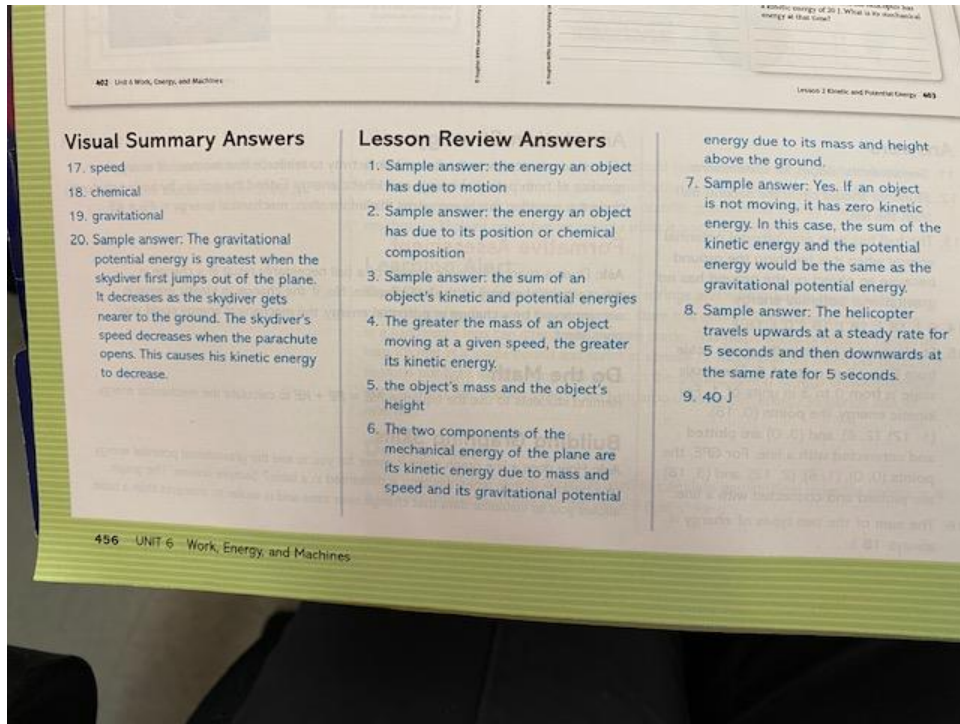 a kinetic energy of 20 J. What is its mechanical
energy at that time?
402 Unit 6 Work, Energy, and Machines
Lesson 2 Kinetic and Potential Energy 403
Visual Summary Answers
17. speed
18. chemical
19. gravitational
20. Sample answer: The gravitational
potential energy is greatest when the
skydiver first jumps out of the plane.
It decreases as the skydiver gets
nearer to the ground. The skydiver's
speed decreases when the parachute
opens. This causes his kinetic energy
to decrease.
Lesson Review Answers
1. Sample answer: the energy an object
has due to motion
2. Sample answer: the energy an object
has due to its position or chemical
composition
3. Sample answer: the sum of an
object's kinetic and potential energies
4. The greater the mass of an object
moving at a given speed, the greater
its kinetic energy.
5. the object's mass and the object's
height
6. The two components of the
mechanical energy of the plane are
its kinetic energy due to mass and
speed and its gravitational potential
energy due to its mass and height
above the ground.
7. Sample answer: Yes. If an object
is not moving, it has zero kinetic
energy. In this case, the sum of the
kinetic energy and the potential
energy would be the same as the
gravitational potential energy.
8. Sample answer: The helicopter
travels upwards at a steady rate for
5 seconds and then downwards at
the same rate for 5 seconds.
9. 40 J
456 UNIT 6 Work, Energy, and Machines